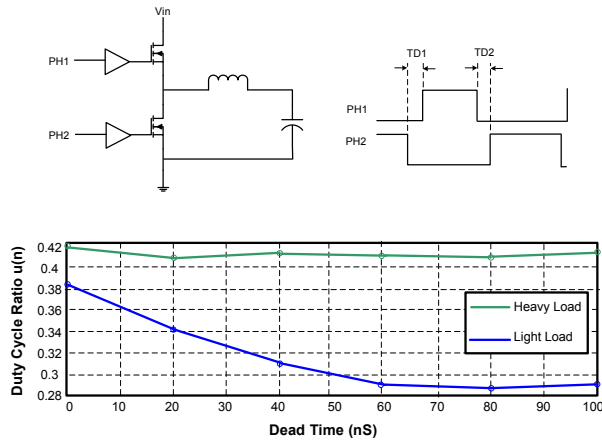 Vin
PH1
PH2
TD1 TD2
PH1
PH2
Duty Cycle Ratio u(n)
0.42
0.4
0.38
0.36
0.34
0.32
0.3
0.28
0 10 20 30 40 50 60 70 80 90 100
Dead Time (nS)
Heavy Load
Light Load